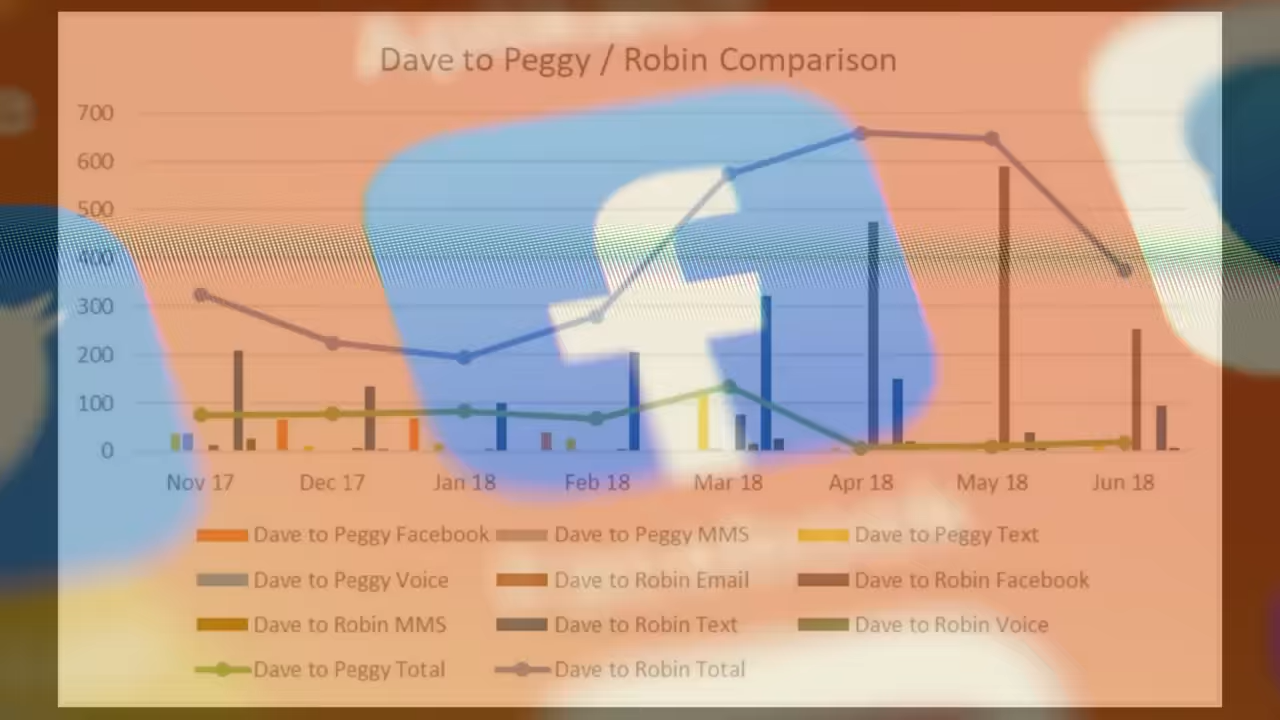 Dave to Peggy / Robin Comparison
700
600
500
400
300
200
100
0
Nov 17 Dec 17 Jan 18 Feb 18 Mar 18 Apr 18 May 18 Jun 18
Dave to Peggy Facebook Dave to Peggy MMS Dave to Peggy Text
Dave to Peggy Voice Dave to Robin Email Dave to Robin Facebook
Dave to Robin MMS Dave to Robin Text Dave to Robin Voice
Dave to Peggy Total Dave to Robin Total